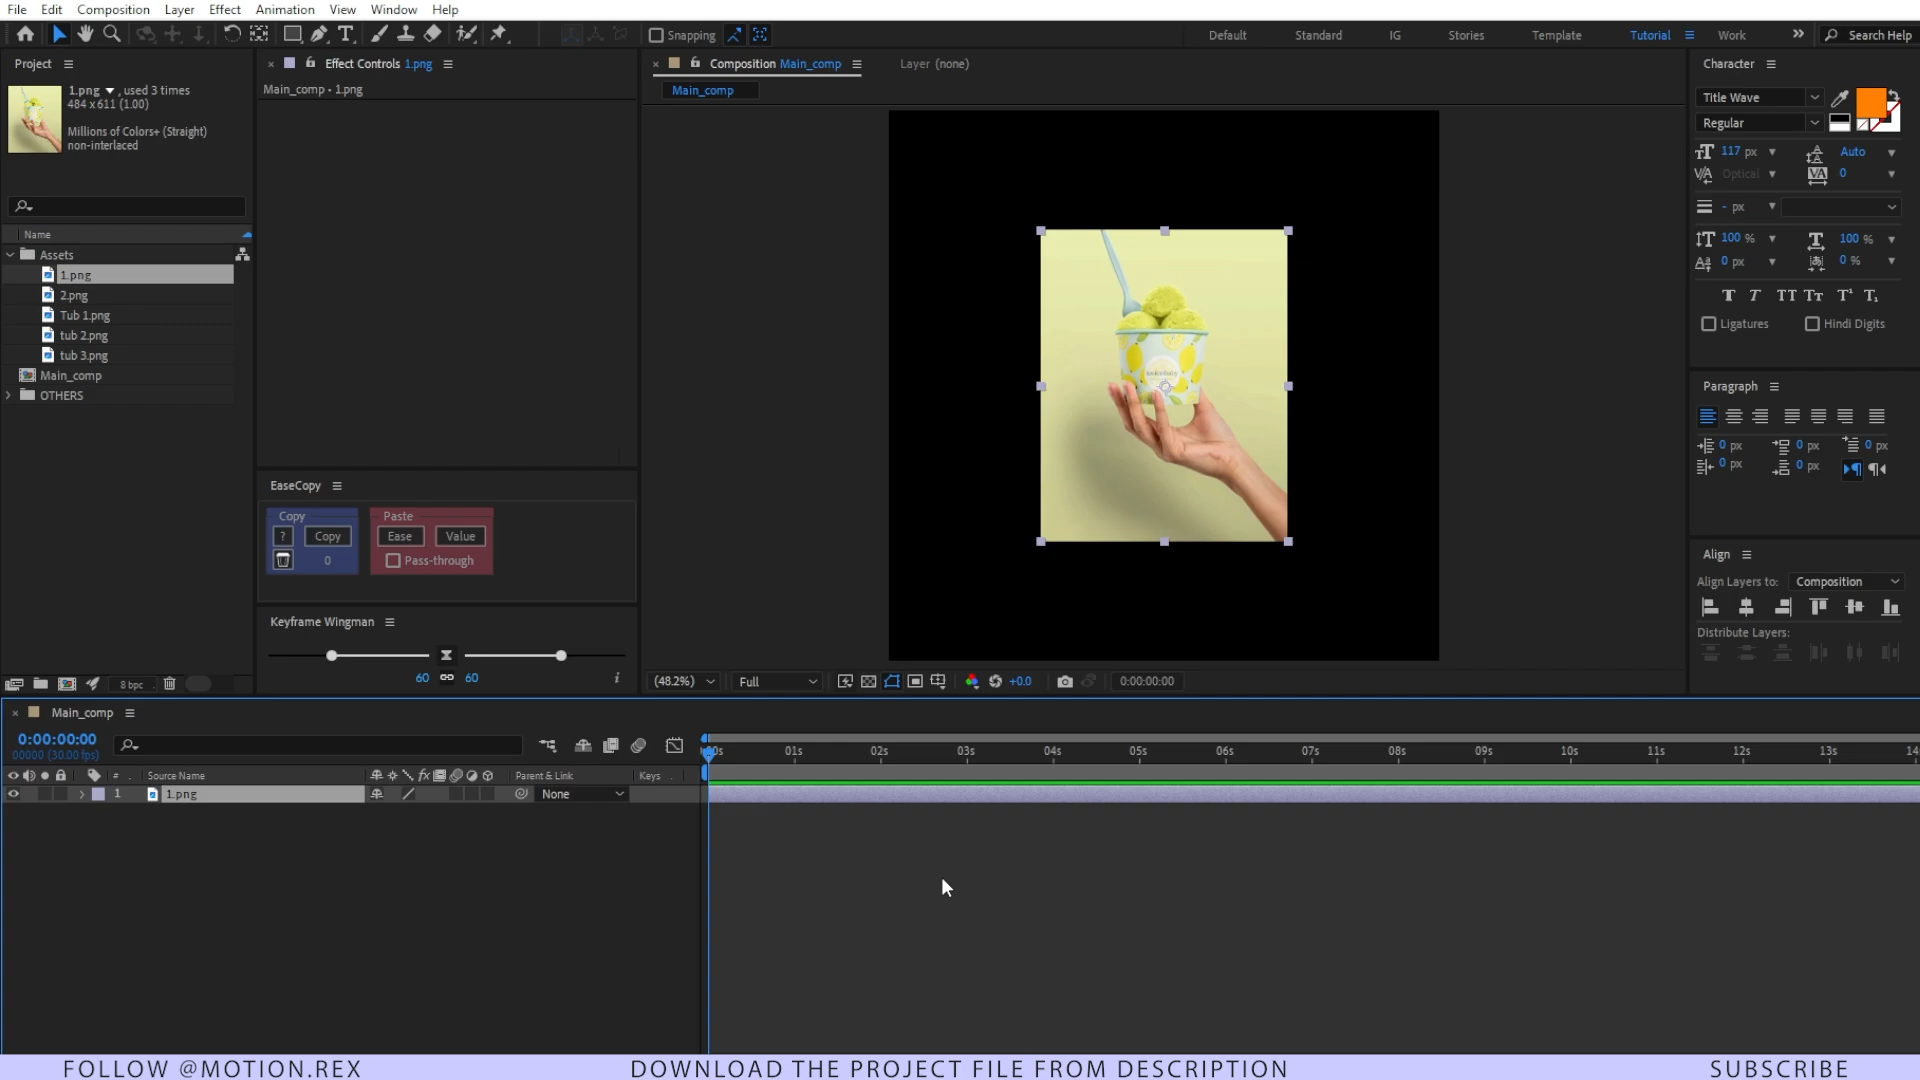 File Edit Composition Layer Effect Animation View Window Help
Snapping Default Standard IG Stories Template Tutorial Work Search Help
Project
1.png , used 3 times
484 x 611 (1.00)
Millions of Colors+ (Straight)
non-interlaced
Name
Assets
1.png
2.png
Tub 1.png
tub 2.png
tub 3.png
Main_comp
OTHERS
8 bpc
Effect Controls 1.png
Main_comp • 1.png
EaseCopy
Copy
? Copy
0
Paste
Ease Value
Pass-through
Keyframe Wingman
60 60
i
Composition Main_comp Layer (none)
Main_comp
(48.2%) Full +0.0 0:00:00:00
Character
Title Wave
Regular
117 px Auto
Optical 0
- px
100 % 100 %
0 px 0 %
T T TT Tt T¹ T₁
Ligatures Hindi Digits
Paragraph
0 px 0 px 0 px
0 px 0 px
Align
Align Layers to: Composition
Distribute Layers:
Main_comp
0:00:00:00
00000 (30.00 fps)
00s 01s 02s 03s 04s 05s 06s 07s 08s 09s 10s 11s 12s 13s 14
# . Source Name fx Parent & Link Keys
1 1.png None
FOLLOW @MOTION.REX DOWNLOAD THE PROJECT FILE FROM DESCRIPTION SUBSCRIBE